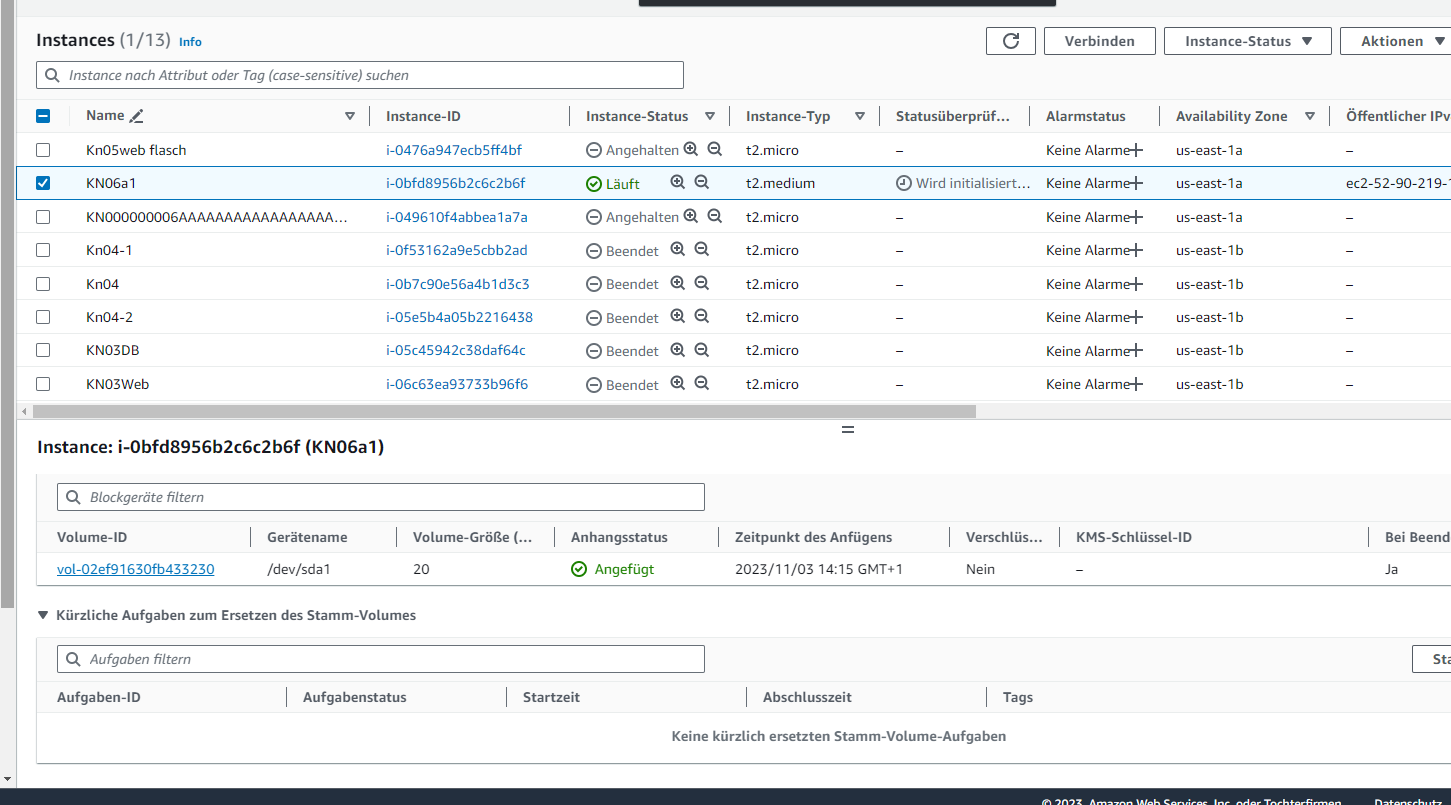 Instances (1/13) Info
Verbinden Instance-Status Aktionen
Instance nach Attribut oder Tag (case-sensitive) suchen
Name Instance-ID Instance-Status Instance-Typ Statusüberprüf... Alarmstatus Availability Zone Öffentlicher IPv
Kn05web flasch i-0476a947ecb5ff4bf Angehalten t2.micro – Keine Alarme us-east-1a –
KN06a1 i-0bfd8956b2c6c2b6f Läuft t2.medium Wird initialisiert... Keine Alarme us-east-1a ec2-52-90-219-1
KN000000006AAAAAAAAAAAAAAAAAA... i-049610f4abbea1a7a Angehalten t2.micro – Keine Alarme us-east-1a –
Kn04-1 i-0f53162a9e5cbb2ad Beendet t2.micro – Keine Alarme us-east-1b –
Kn04 i-0b7c90e56a4b1d3c3 Beendet t2.micro – Keine Alarme us-east-1b –
Kn04-2 i-05e5b4a05b2216438 Beendet t2.micro – Keine Alarme us-east-1b –
KN03DB i-05c45942c38daf64c Beendet t2.micro – Keine Alarme us-east-1b –
KN03Web i-06c63ea93733b96f6 Beendet t2.micro – Keine Alarme us-east-1b –
Instance: i-0bfd8956b2c6c2b6f (KN06a1)
Blockgeräte filtern
Volume-ID Gerätename Volume-Größe (... Anhangsstatus Zeitpunkt des Anfügens Verschlüs... KMS-Schlüssel-ID Bei Beend
vol-02ef91630fb433230 /dev/sda1 20 Angefügt 2023/11/03 14:15 GMT+1 Nein – Ja
Kürzliche Aufgaben zum Ersetzen des Stamm-Volumes
Aufgaben filtern
Sta
Aufgaben-ID Aufgabenstatus Startzeit Abschlusszeit Tags
Keine kürzlich ersetzten Stamm-Volume-Aufgaben
© 2023, Amazon Web Services, Inc. oder Tochterfirmen. Datenschutz